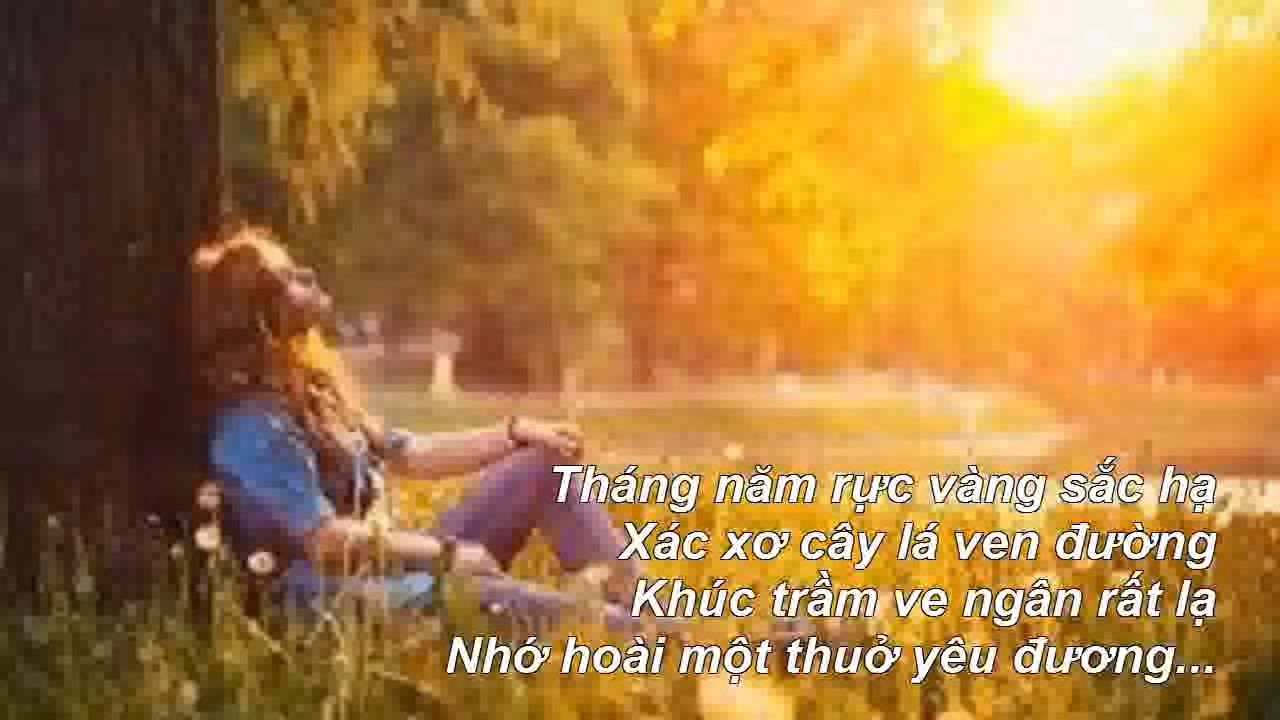 Tháng năm rực vàng sắc hạ
Xác xơ cây lá ven đường
Khúc trầm ve ngân rất lạ
Nhớ hoài một thuở yêu đương...